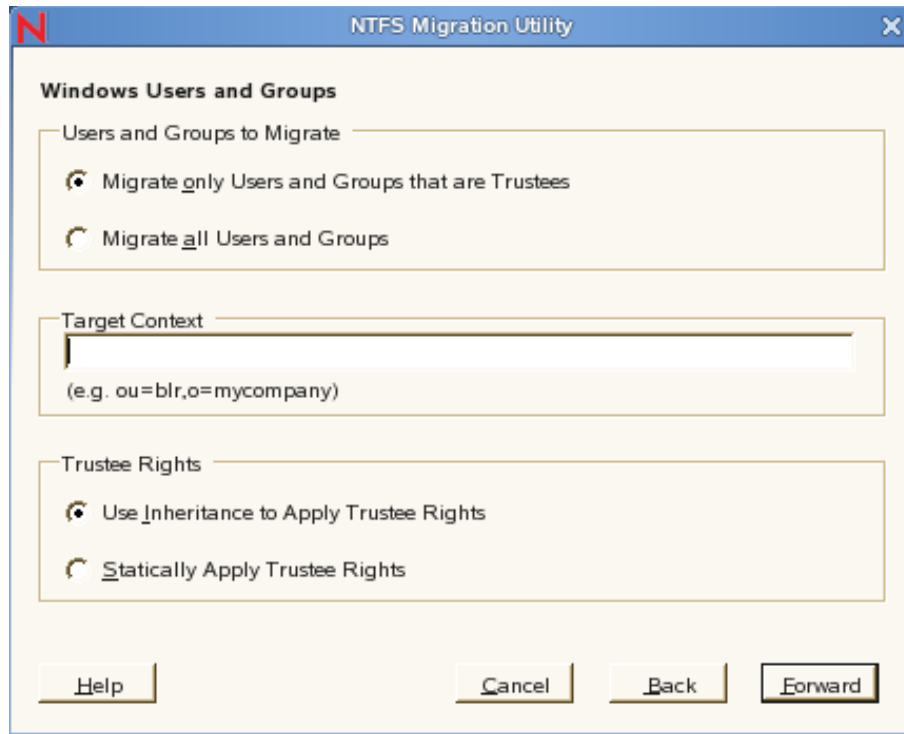 N
NTFS Migration Utility
Windows Users and Groups
Users and Groups to Migrate
Migrate only Users and Groups that are Trustees
Migrate all Users and Groups
Target Context
(e.g. ou=blr,o=mycompany)
Trustee Rights
Use Inheritance to Apply Trustee Rights
Statically Apply Trustee Rights
Help
Cancel
Back
Forward